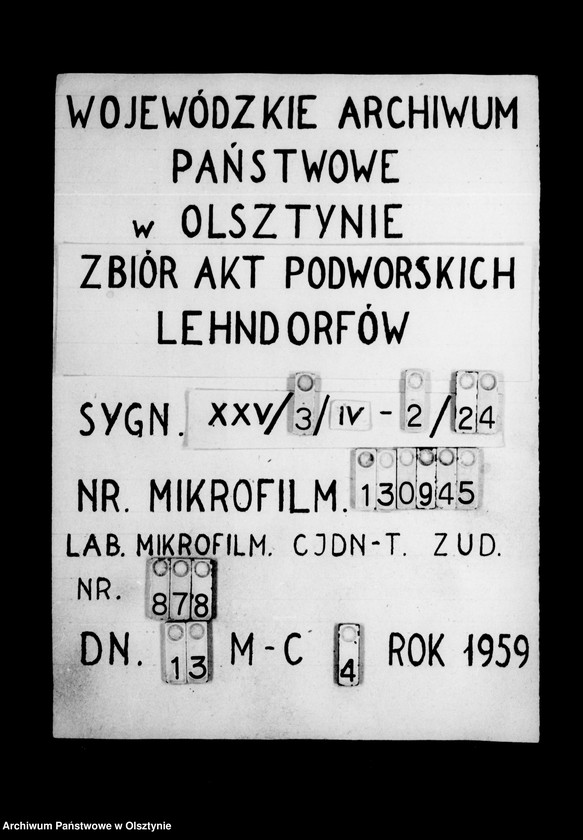 WOJEWÓDZKIE ARCHIWUM
PAŃSTWOWE
w OLSZTYNIE
ZBIÓR AKT PODWORSKICH
LEHNDORFÓW
SYGN. XXV/3/IV - 2/24
NR. MIKROFILM. 130945
LAB. MIKROFILM. CJDN-T. ZUD.
NR. 878
DN. 13 M-C 4 ROK 1959
Archiwum Państwowe w Olsztynie